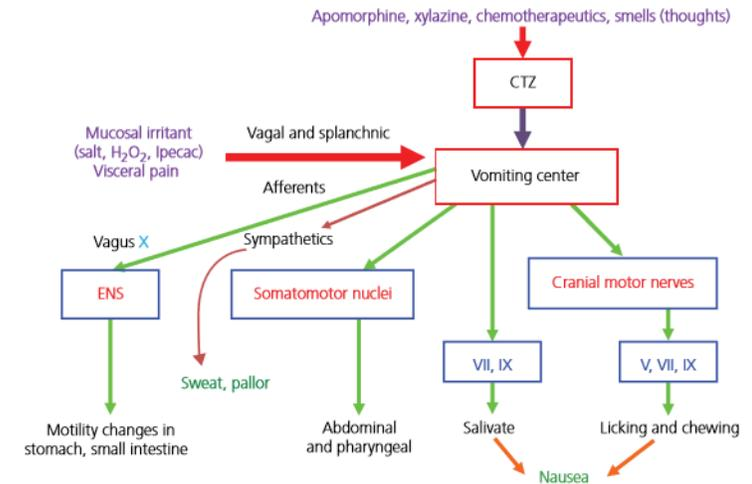 Apomorphine, xylazine, chemotherapeutics, smells (thoughts)
CTZ
Mucosal irritant
(salt, H₂O₂, Ipecac)
Visceral pain
Vagal and splanchnic
Afferents
Vomiting center
Vagus X
Sympathetics
ENS
Somatomotor nuclei
Cranial motor nerves
VII, IX
V, VII, IX
Sweat, pallor
Motility changes in
stomach, small intestine
Abdominal
and pharyngeal
Salivate
Licking and chewing
Nausea